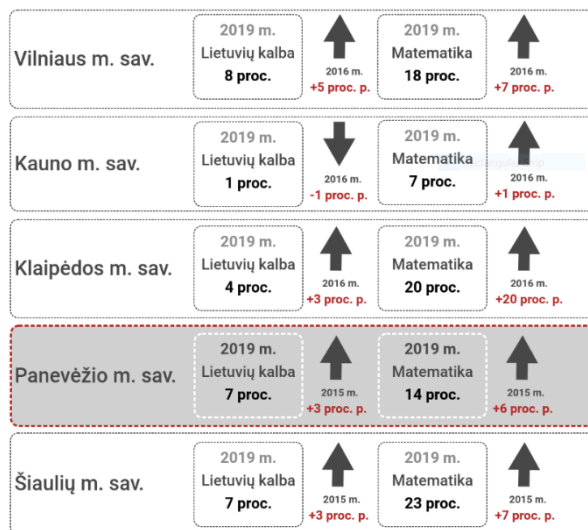 Vilniaus m. sav.
2019 m.
Lietuvių kalba
8 proc.
2016 m.
+5 proc. p.
2019 m.
Matematika
18 proc.
2016 m.
+7 proc. p.
Kauno m. sav.
2019 m.
Lietuvių kalba
1 proc.
2016 m.
-1 proc. p.
2019 m.
Matematika
7 proc.
2016 m.
+1 proc. p.
Klaipėdos m. sav.
2019 m.
Lietuvių kalba
4 proc.
2016 m.
+3 proc. p.
2019 m.
Matematika
20 proc.
2016 m.
+20 proc. p.
Panevėžio m. sav.
2019 m.
Lietuvių kalba
7 proc.
2015 m.
+3 proc. p.
2019 m.
Matematika
14 proc.
2015 m.
+6 proc. p.
Šiaulių m. sav.
2019 m.
Lietuvių kalba
7 proc.
2015 m.
+3 proc. p.
2019 m.
Matematika
23 proc.
2015 m.
+7 proc. p.